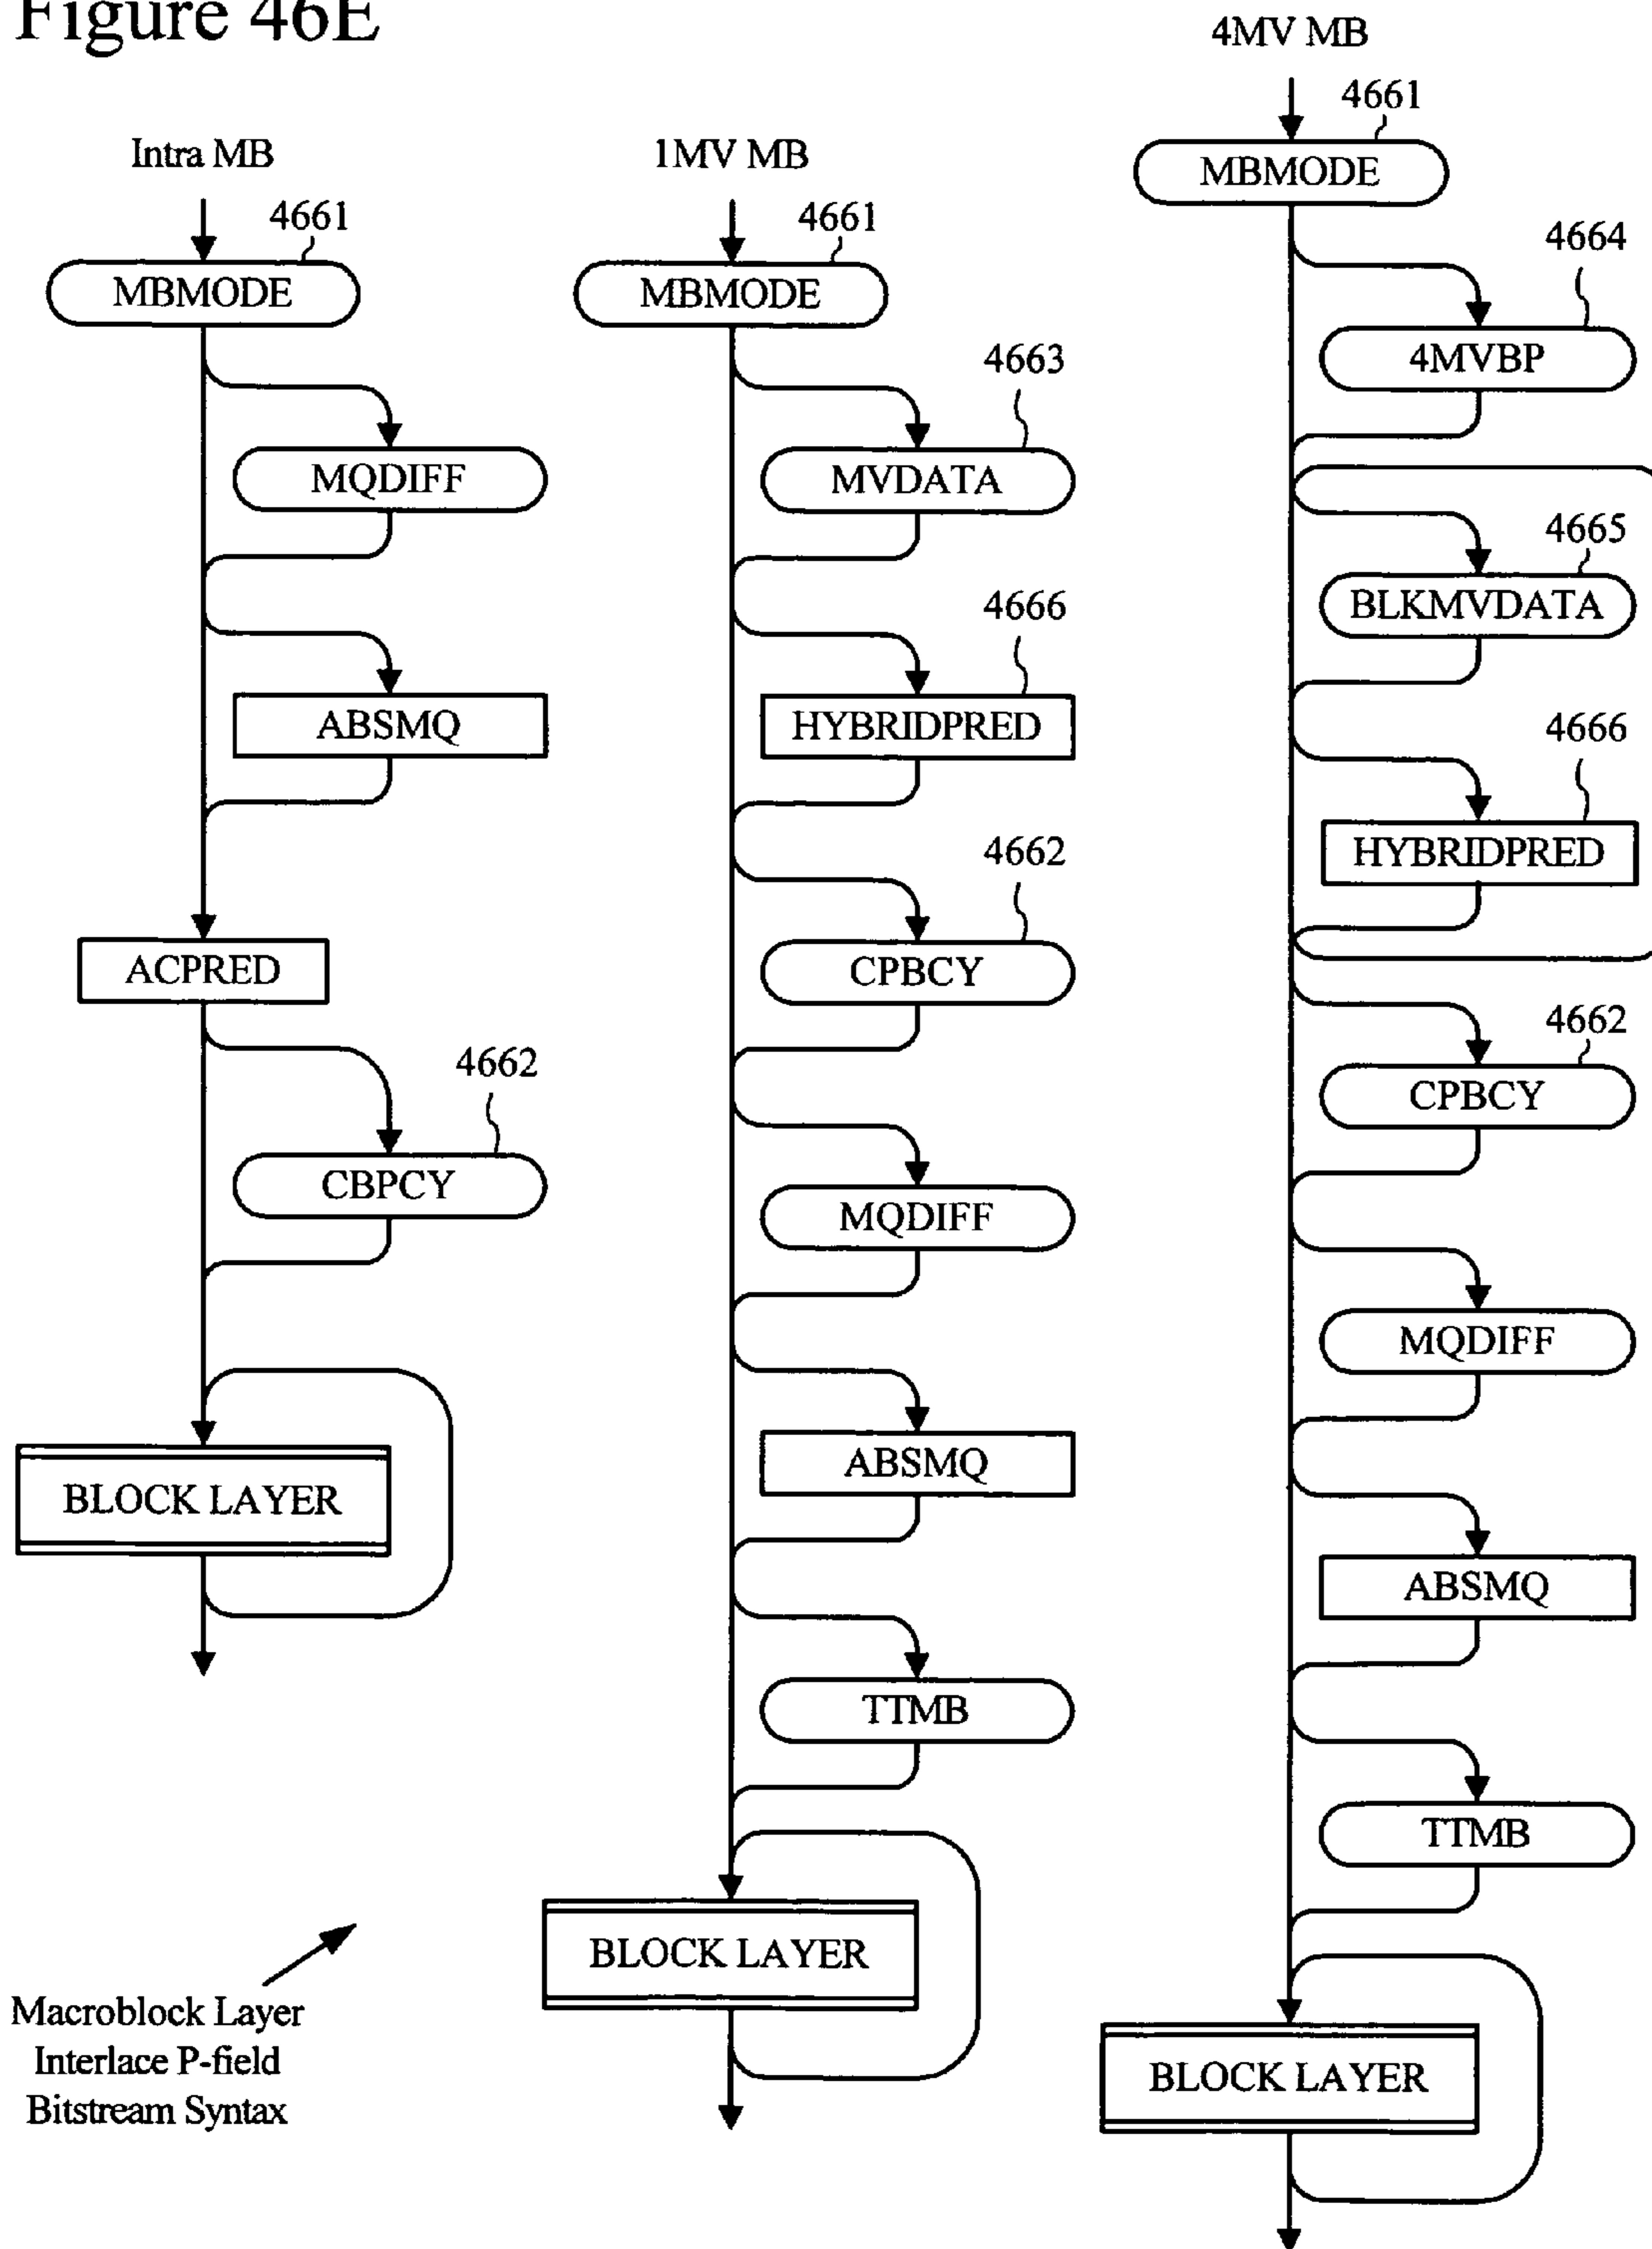 Figure 46E
Intra MB
4661
MBMODE
MQDIFF
ABSMQ
ACPRED
4662
CBPCY
BLOCK LAYER
1MV MB
4661
MBMODE
4663
MVDATA
4666
HYBRIDPRED
4662
CPBCY
MQDIFF
ABSMQ
TTMB
BLOCK LAYER
4MV MB
4661
MBMODE
4664
4MVBP
4665
BLKMVDATA
4666
HYBRIDPRED
4662
CPBCY
MQDIFF
ABSMQ
TTMB
BLOCK LAYER
Macroblock Layer
Interlace P-field
Bitstream Syntax